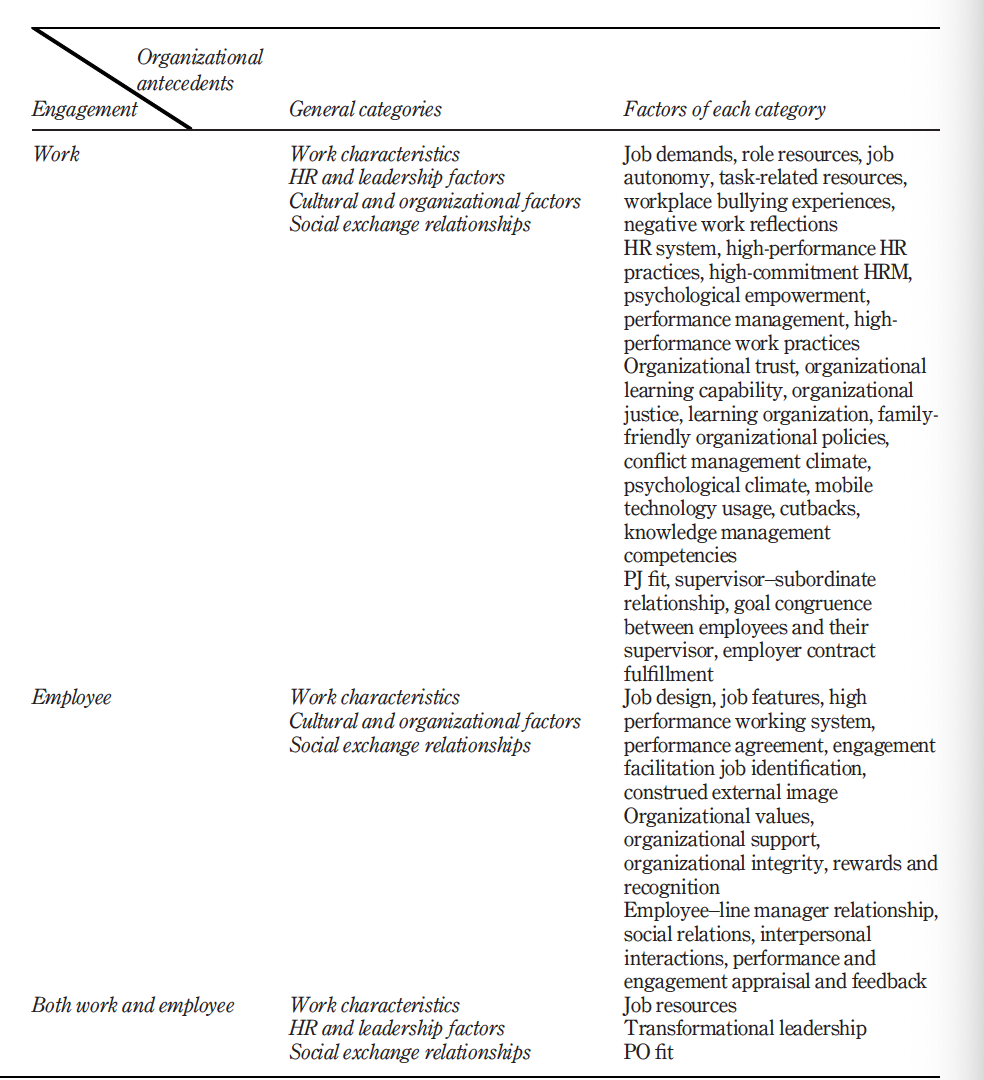 Organizational
antecedents
Engagement General categories Factors of each category
Work Work characteristics Job demands, role resources, job
HR and leadership factors autonomy, task-related resources,
Cultural and organizational factors workplace bullying experiences,
Social exchange relationships negative work reflections
HR system, high-performance HR
practices, high-commitment HRM,
psychological empowerment,
performance management, high-
performance work practices
Organizational trust, organizational
learning capability, organizational
justice, learning organization, family-
friendly organizational policies,
conflict management climate,
psychological climate, mobile
technology usage, cutbacks,
knowledge management
competencies
PJ fit, supervisor–subordinate
relationship, goal congruence
between employees and their
supervisor, employer contract
fulfillment
Employee Work characteristics Job design, job features, high
Cultural and organizational factors performance working system,
Social exchange relationships performance agreement, engagement
facilitation job identification,
construed external image
Organizational values,
organizational support,
organizational integrity, rewards and
recognition
Employee–line manager relationship,
social relations, interpersonal
interactions, performance and
engagement appraisal and feedback
Both work and employee Work characteristics Job resources
HR and leadership factors Transformational leadership
Social exchange relationships PO fit